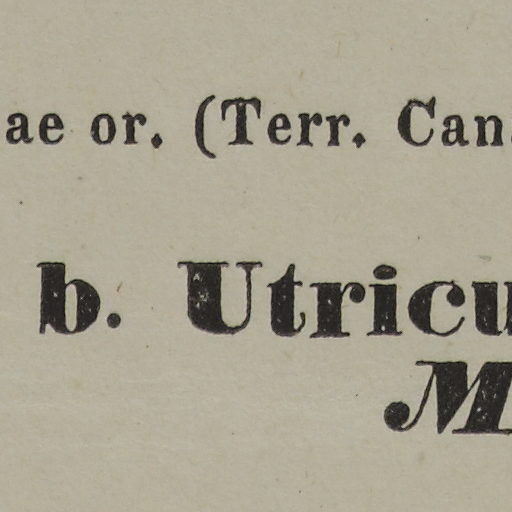 ae or. (Terr. Can
b. Utricu
M